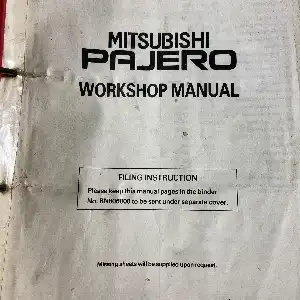 MITSUBISHI
PAJERO
WORKSHOP MANUAL
FILING INSTRUCTION
Please keep this manual pages in the binder
No. to be sent under separate cover.
Missing sheets will be supplied upon request.